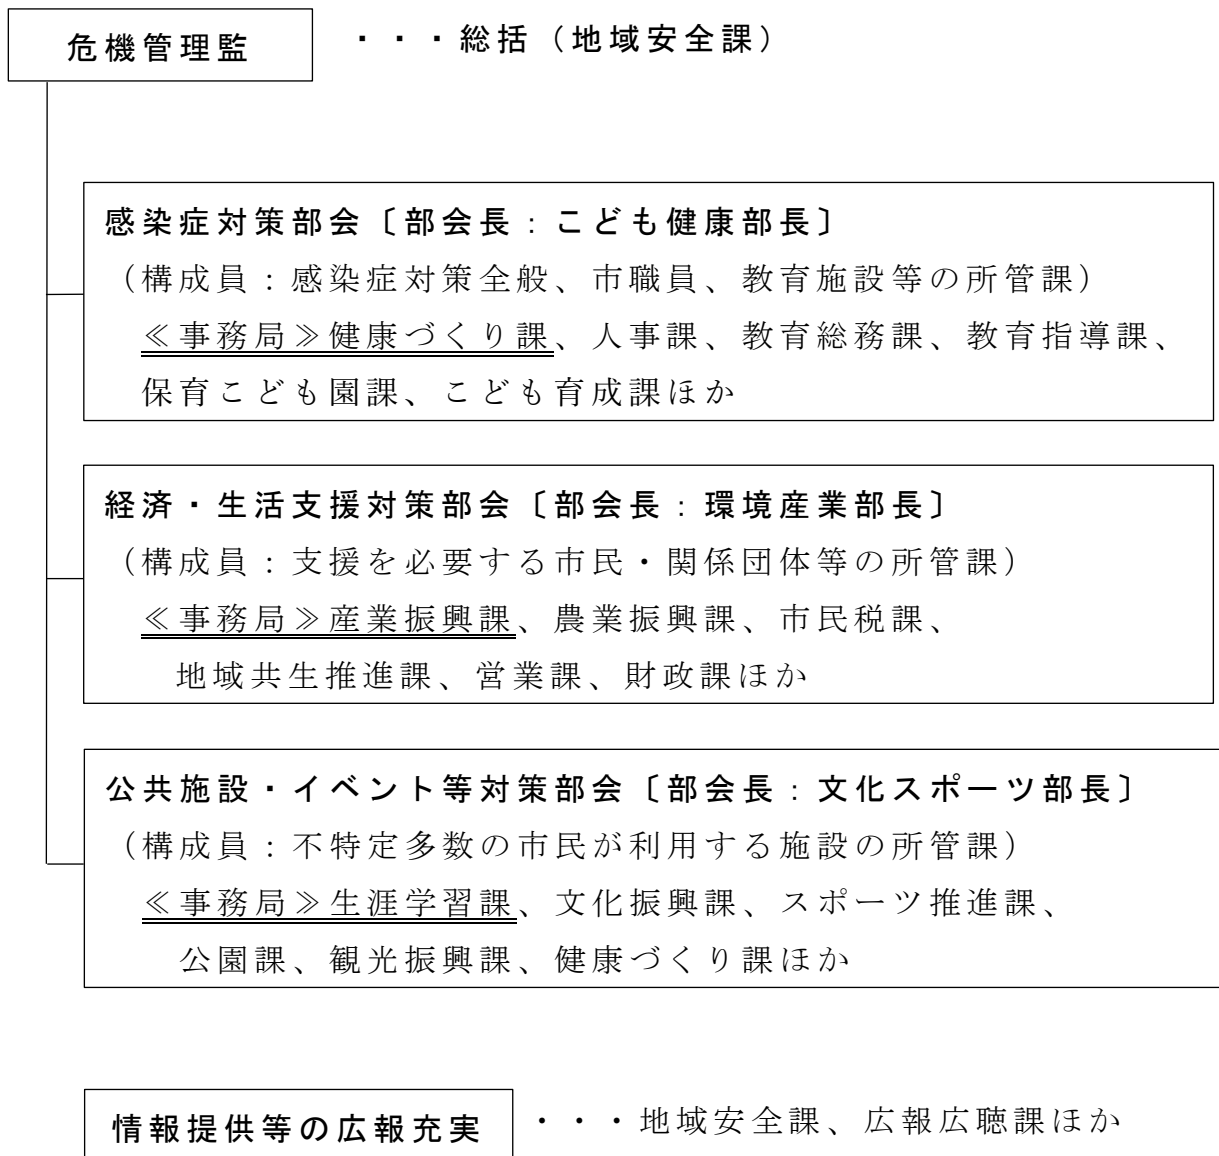 危機管理監 ・・・総括（地域安全課）
感染症対策部会〔部会長：こども健康部長〕
（構成員：感染症対策全般、市職員、教育施設等の所管課）
≪事務局≫健康づくり課、人事課、教育総務課、教育指導課、
保育こども園課、こども育成課ほか
経済・生活支援対策部会〔部会長：環境産業部長〕
（構成員：支援を必要する市民・関係団体等の所管課）
≪事務局≫産業振興課、農業振興課、市民税課、
地域共生推進課、営業課、財政課ほか
公共施設・イベント等対策部会〔部会長：文化スポーツ部長〕
（構成員：不特定多数の市民が利用する施設の所管課）
≪事務局≫生涯学習課、文化振興課、スポーツ推進課、
公園課、観光振興課、健康づくり課ほか
情報提供等の広報充実 ・・・地域安全課、広報広聴課ほか